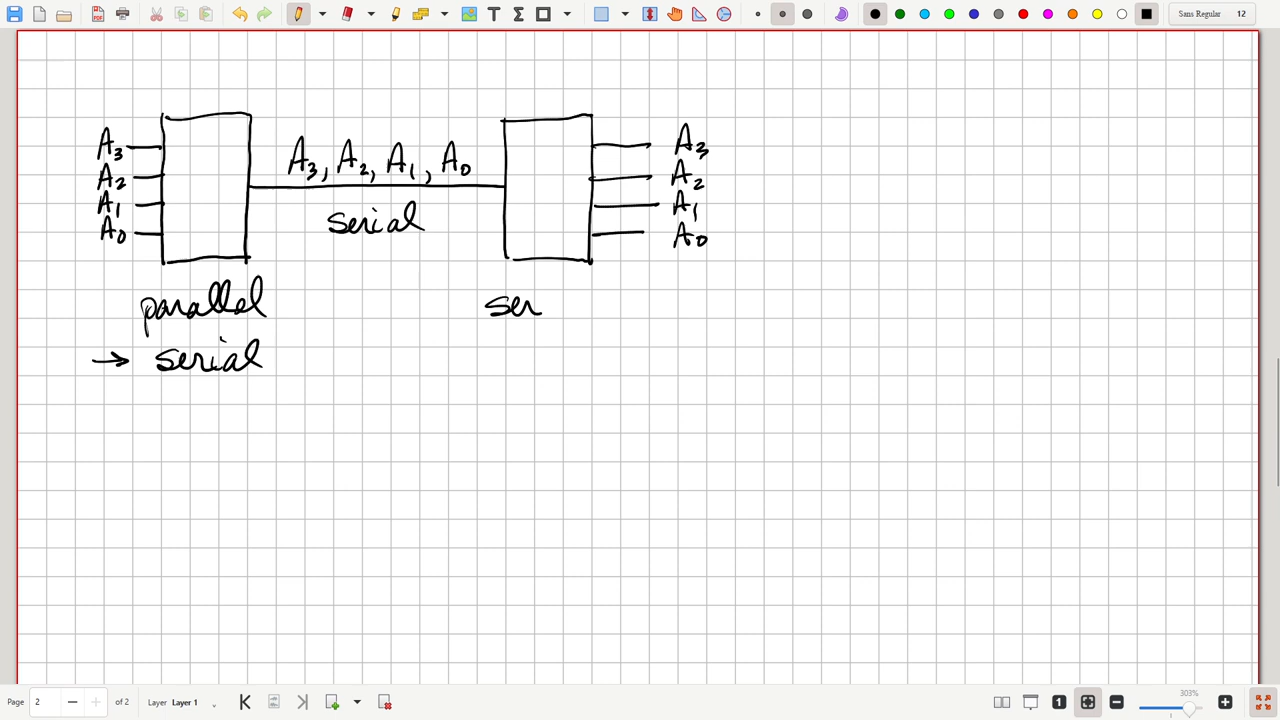 Sans Regular 12
A3
A2
A1
A0
A3, A2, A1, A0
serial
A3
A2
A1
A0
parallel
→ serial
ser
Page 2 of 2 Layer Layer 1 303%